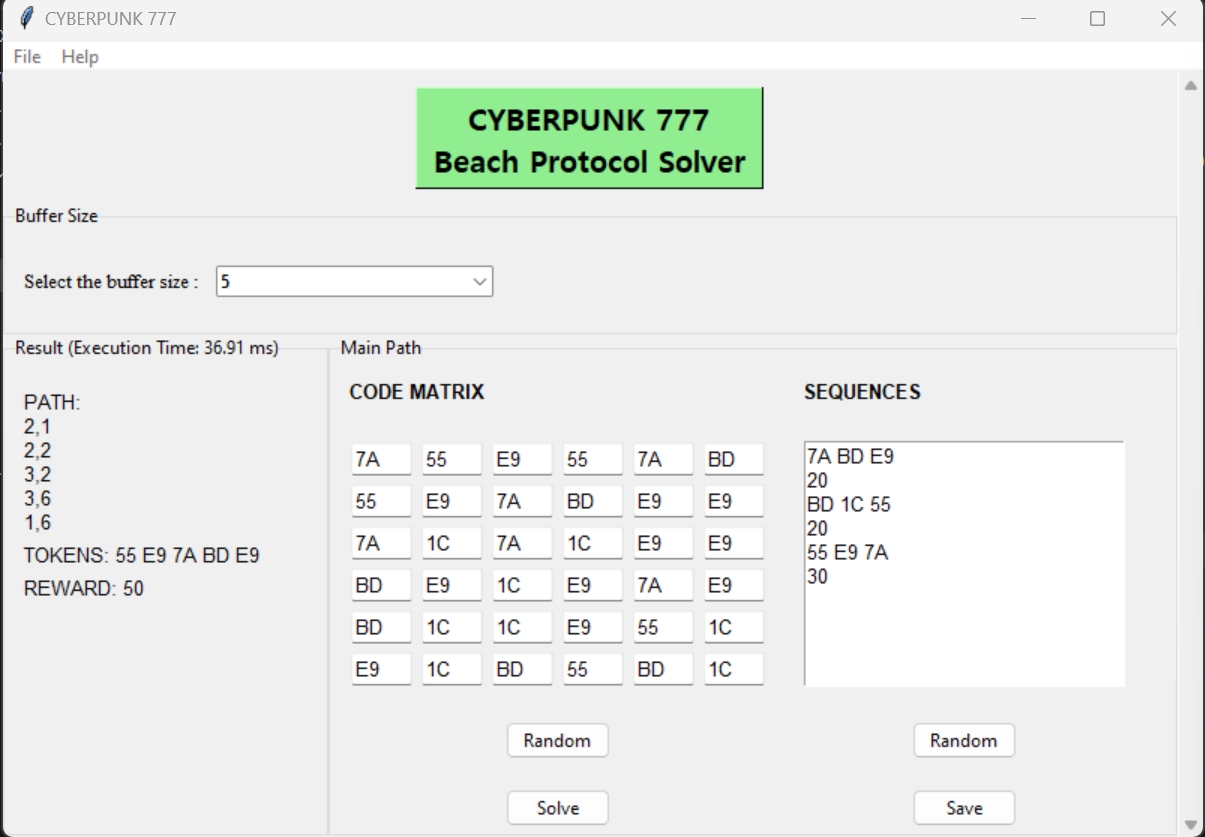 CYBERPUNK 777
File Help
CYBERPUNK 777
Beach Protocol Solver
Buffer Size
Select the buffer size : 5
Result (Execution Time: 36.91 ms)
PATH:
2,1
2,2
3,2
3,6
1,6
TOKENS: 55 E9 7A BD E9
REWARD: 50
Main Path
CODE MATRIX
7A 55 E9 55 7A BD
55 E9 7A BD E9 E9
7A 1C 7A 1C E9 E9
BD E9 1C E9 7A E9
BD 1C 1C E9 55 1C
E9 1C BD 55 BD 1C
Random
Solve
SEQUENCES
7A BD E9
20
BD 1C 55
20
55 E9 7A
30
Random
Save